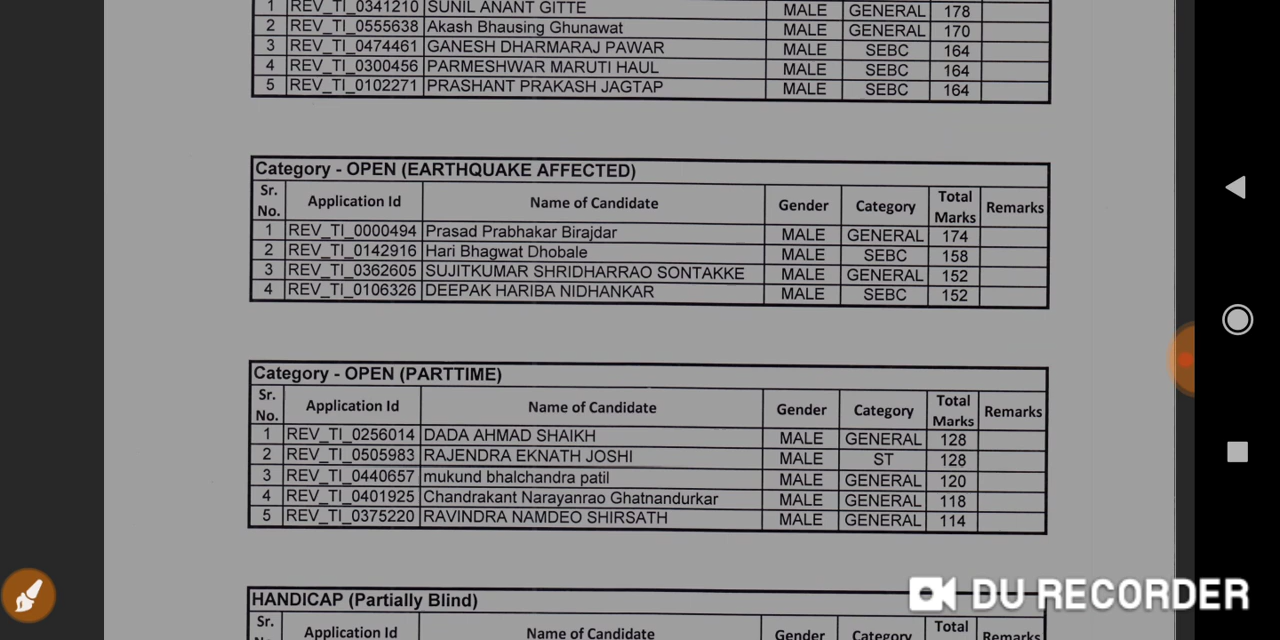 1 REV_TI_0341210 SUNIL ANANT GITTE MALE GENERAL 178
2 REV_TI_0555638 Akash Bhausing Ghunawat MALE GENERAL 170
3 REV_TI_0474461 GANESH DHARMARAJ PAWAR MALE SEBC 164
4 REV_TI_0300456 PARMESHWAR MARUTI HAUL MALE SEBC 164
5 REV_TI_0102271 PRASHANT PRAKASH JAGTAP MALE SEBC 164
Category - OPEN (EARTHQUAKE AFFECTED)
Sr. No. Application Id Name of Candidate Gender Category Total Marks Remarks
1 REV_TI_0000494 Prasad Prabhakar Birajdar MALE GENERAL 174
2 REV_TI_0142916 Hari Bhagwat Dhobale MALE SEBC 158
3 REV_TI_0362605 SUJITKUMAR SHRIDHARRAO SONTAKKE MALE GENERAL 152
4 REV_TI_0106326 DEEPAK HARIBA NIDHANKAR MALE SEBC 152
Category - OPEN (PARTTIME)
Sr. No. Application Id Name of Candidate Gender Category Total Marks Remarks
1 REV_TI_0256014 DADA AHMAD SHAIKH MALE GENERAL 128
2 REV_TI_0505983 RAJENDRA EKNATH JOSHI MALE ST 128
3 REV_TI_0440657 mukund bhalchandra patil MALE GENERAL 120
4 REV_TI_0401925 Chandrakant Narayanrao Ghatnandurkar MALE GENERAL 118
5 REV_TI_0375220 RAVINDRA NAMDEO SHIRSATH MALE GENERAL 114
HANDICAP (Partially Blind)
Sr. No. Application Id Name of Candidate Gender Category Total Remarks
DU RECORDER